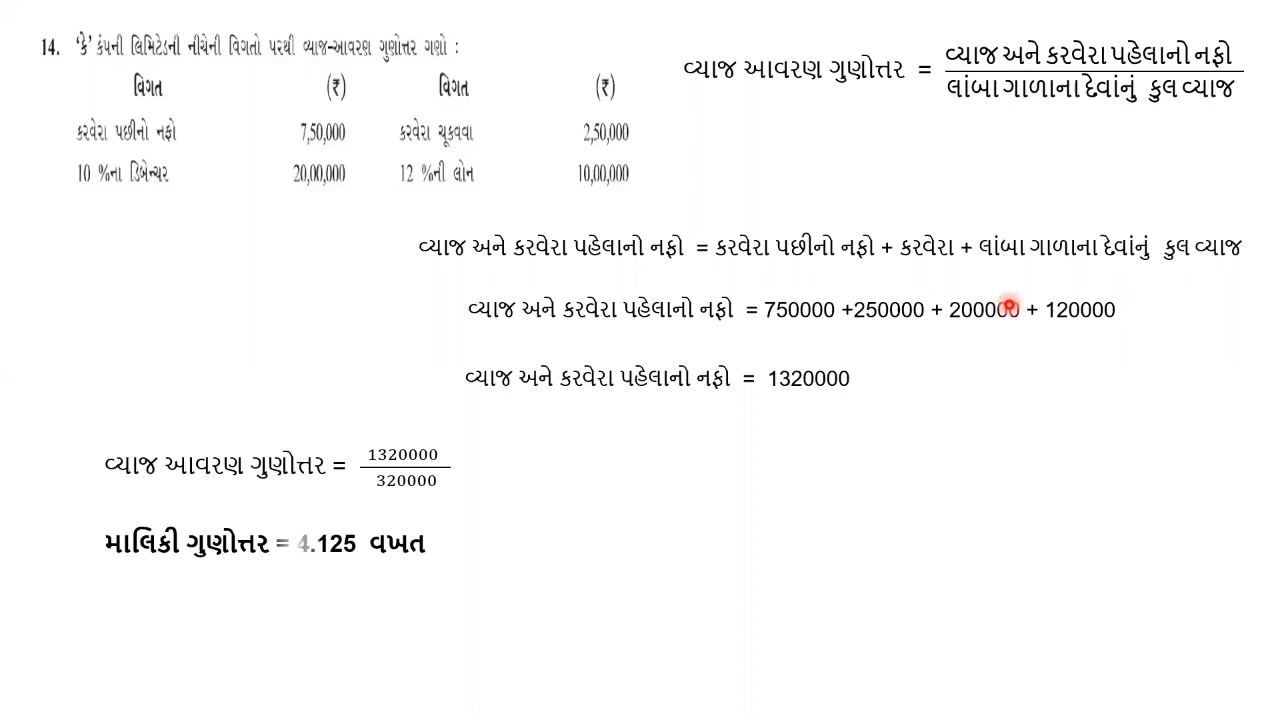 14. ‘કે’ કંપની લિમિટેડની નીચેની વિગતો પરથી વ્યાજ-આવરણ ગુણોત્તર ગણો :
વિગત (₹) વિગત (₹)
કરવેરા પછીનો નફો 7,50,000 કરવેરા ચૂકવવા 2,50,000
10 %ના ડિબેન્ચર 20,00,000 12 %ની લોન 10,00,000
વ્યાજ આવરણ ગુણોત્તર =
વ્યાજ અને કરવેરા પહેલાનો નફો
લાંબા ગાળાના દેવાંનું કુલ વ્યાજ
વ્યાજ અને કરવેરા પહેલાનો નફો = કરવેરા પછીનો નફો + કરવેરા + લાંબા ગાળાના દેવાંનું કુલ વ્યાજ
વ્યાજ અને કરવેરા પહેલાનો નફો = 750000 +250000 + 200000 + 120000
વ્યાજ અને કરવેરા પહેલાનો નફો = 1320000
વ્યાજ આવરણ ગુણોત્તર =
1320000
320000
માલિકી ગુણોત્તર = 4.125 વખત